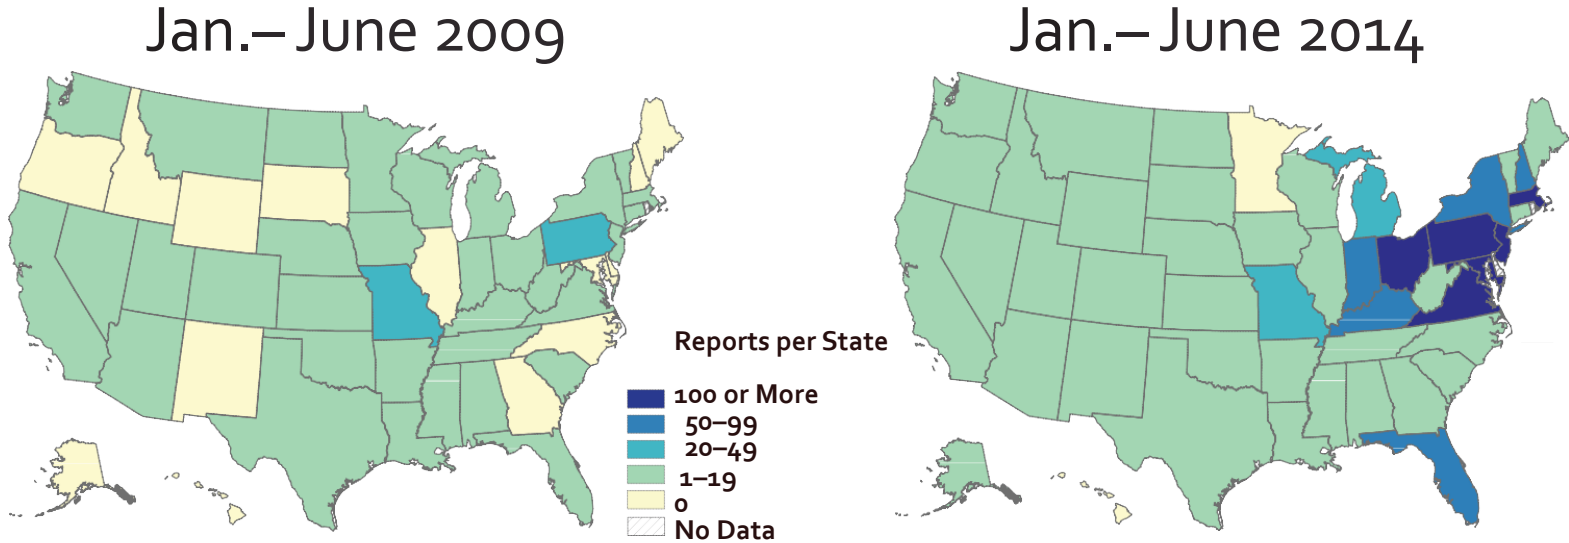 Jan.–June 2009
Jan.–June 2014
Reports per State
100 or More
50–99
20–49
1–19
0
No Data